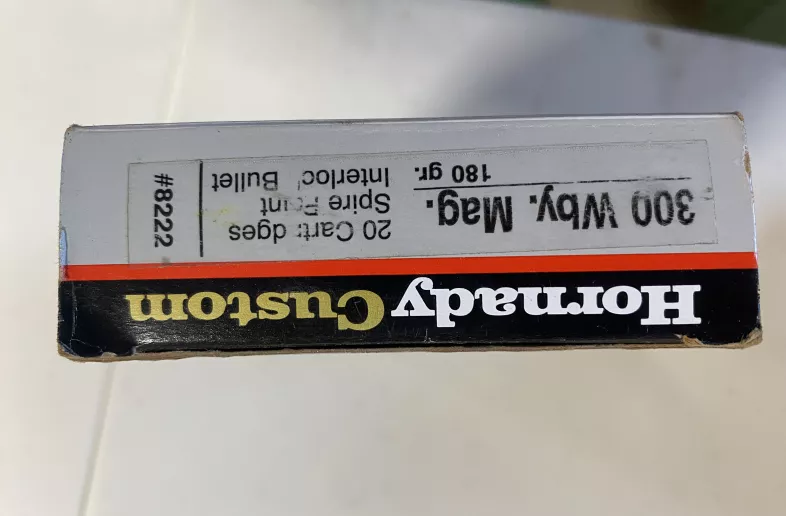 Hornady Custom
300 Wby. Mag.
180 gr.
20 Cartridges
Spire Point
Interlock Bullet
#8222